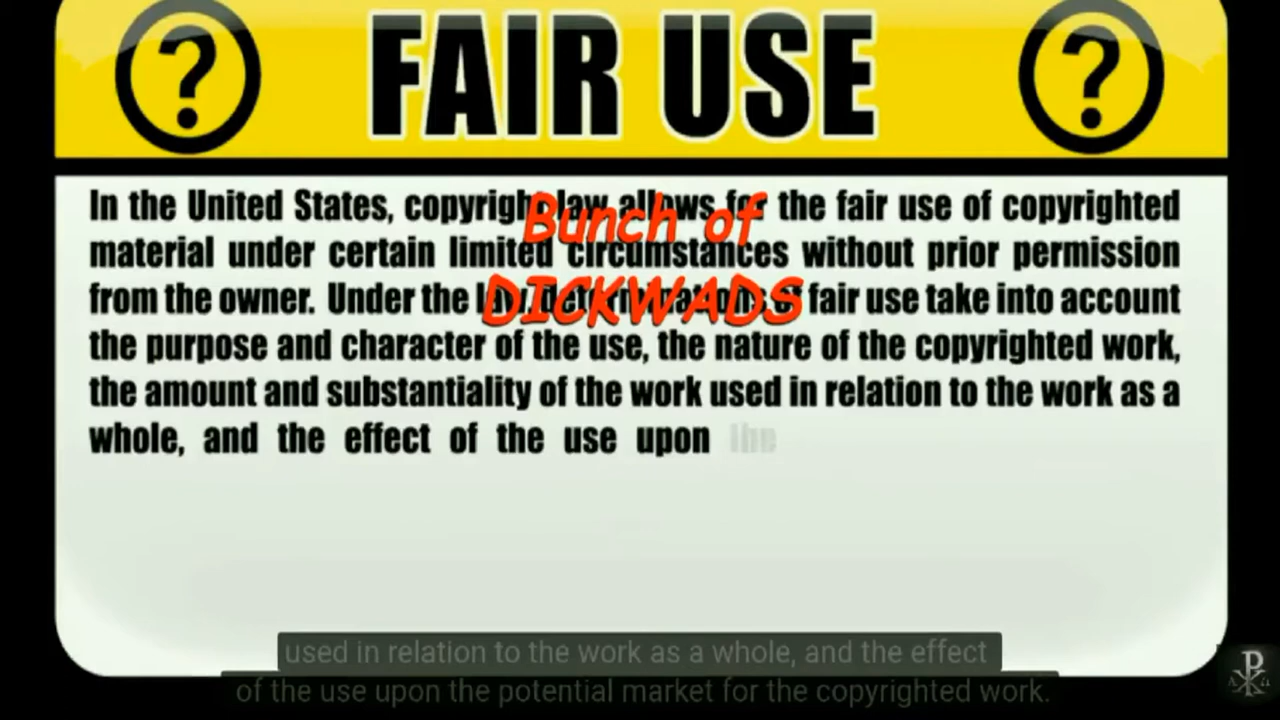 ? FAIR USE ?
In the United States, copyright law allows for the fair use of copyrighted
Bunch of
material under certain limited circumstances without prior permission
from the owner. Under the law, determinations of fair use take into account
DICKWADS
the purpose and character of the use, the nature of the copyrighted work,
the amount and substantiality of the work used in relation to the work as a
whole, and the effect of the use upon the
used in relation to the work as a whole, and the effect
of the use upon the potential market for the copyrighted work.